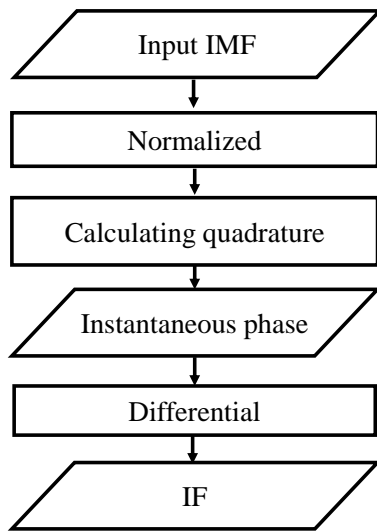 Input IMF
Normalized
Calculating quadrature
Instantaneous phase
Differential
IF